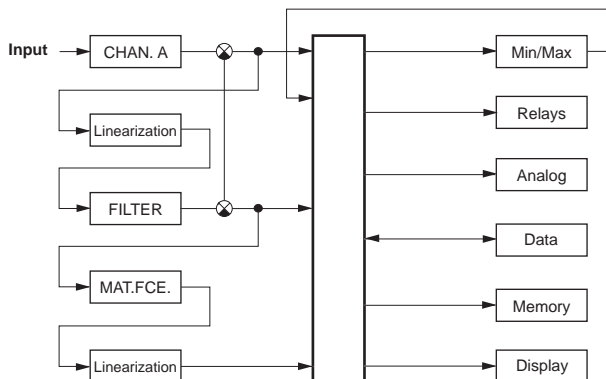 Input
CHAN. A
Min/Max
Linearization
Relays
Analog
FILTER
Data
MAT.FCE.
Memory
Linearization
Display